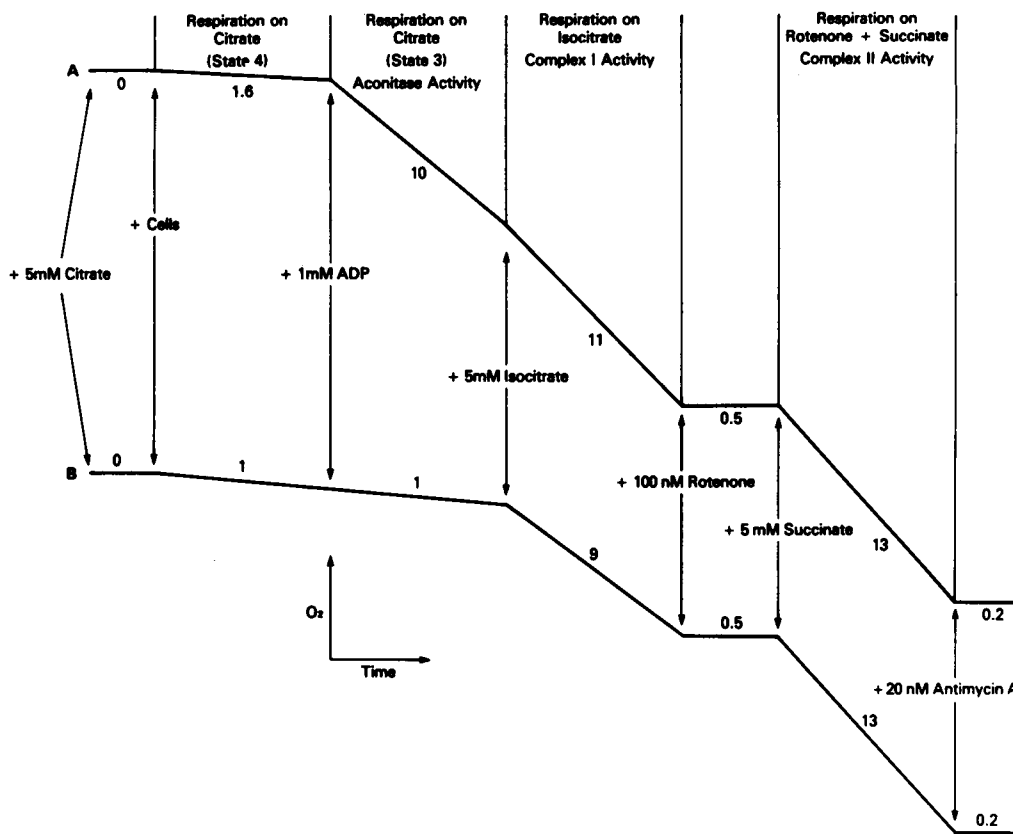 Respiration on
Citrate
(State 4)
Respiration on
Citrate
(State 3)
Aconitase Activity
Respiration on
Isocitrate
Complex I Activity
Respiration on
Rotenone + Succinate
Complex II Activity
A
0
1.6
10
+ Cells
+ 5mM Citrate
+ 1mM ADP
11
+ 5mM Isocitrate
0.5
B
0
1
1
+ 100 nM Rotenone
+ 5 mM Succinate
13
9
O₂
Time
0.5
0.2
+ 20 nM Antimycin A
13
0.2